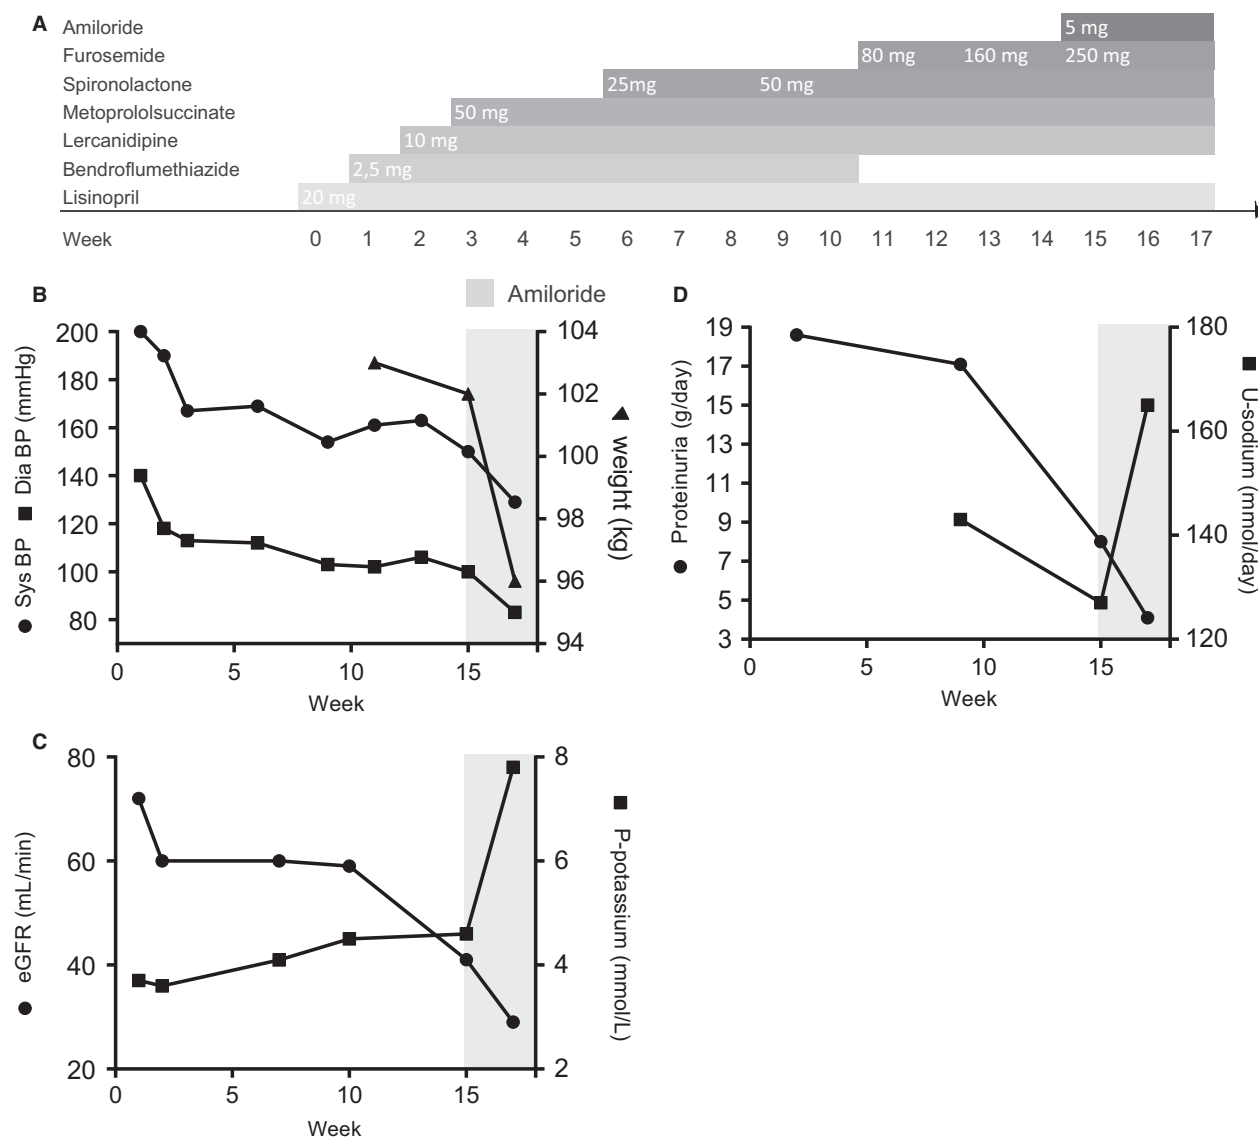 A
Amiloride 5 mg
Furosemide 80 mg 160 mg 250 mg
Spironolactone 25mg 50 mg
Metoprololsuccinate 50 mg
Lercanidipine 10 mg
Bendroflumethiazide 2,5 mg
Lisinopril 20 mg
Week 0 1 2 3 4 5 6 7 8 9 10 11 12 13 14 15 16 17
Amiloride
B
Sys BP Dia BP (mmHg)
200
180
160
140
120
100
80
104
102
100
98
96
94
weight (kg)
0 5 10 15
Week
D
Proteinuria (g/day)
19
17
15
13
11
9
7
5
3
180
160
140
120
U-sodium (mmol/day)
0 5 10 15
Week
C
eGFR (mL/min)
80
60
40
20
8
6
4
2
P-potassium (mmol/L)
0 5 10 15
Week